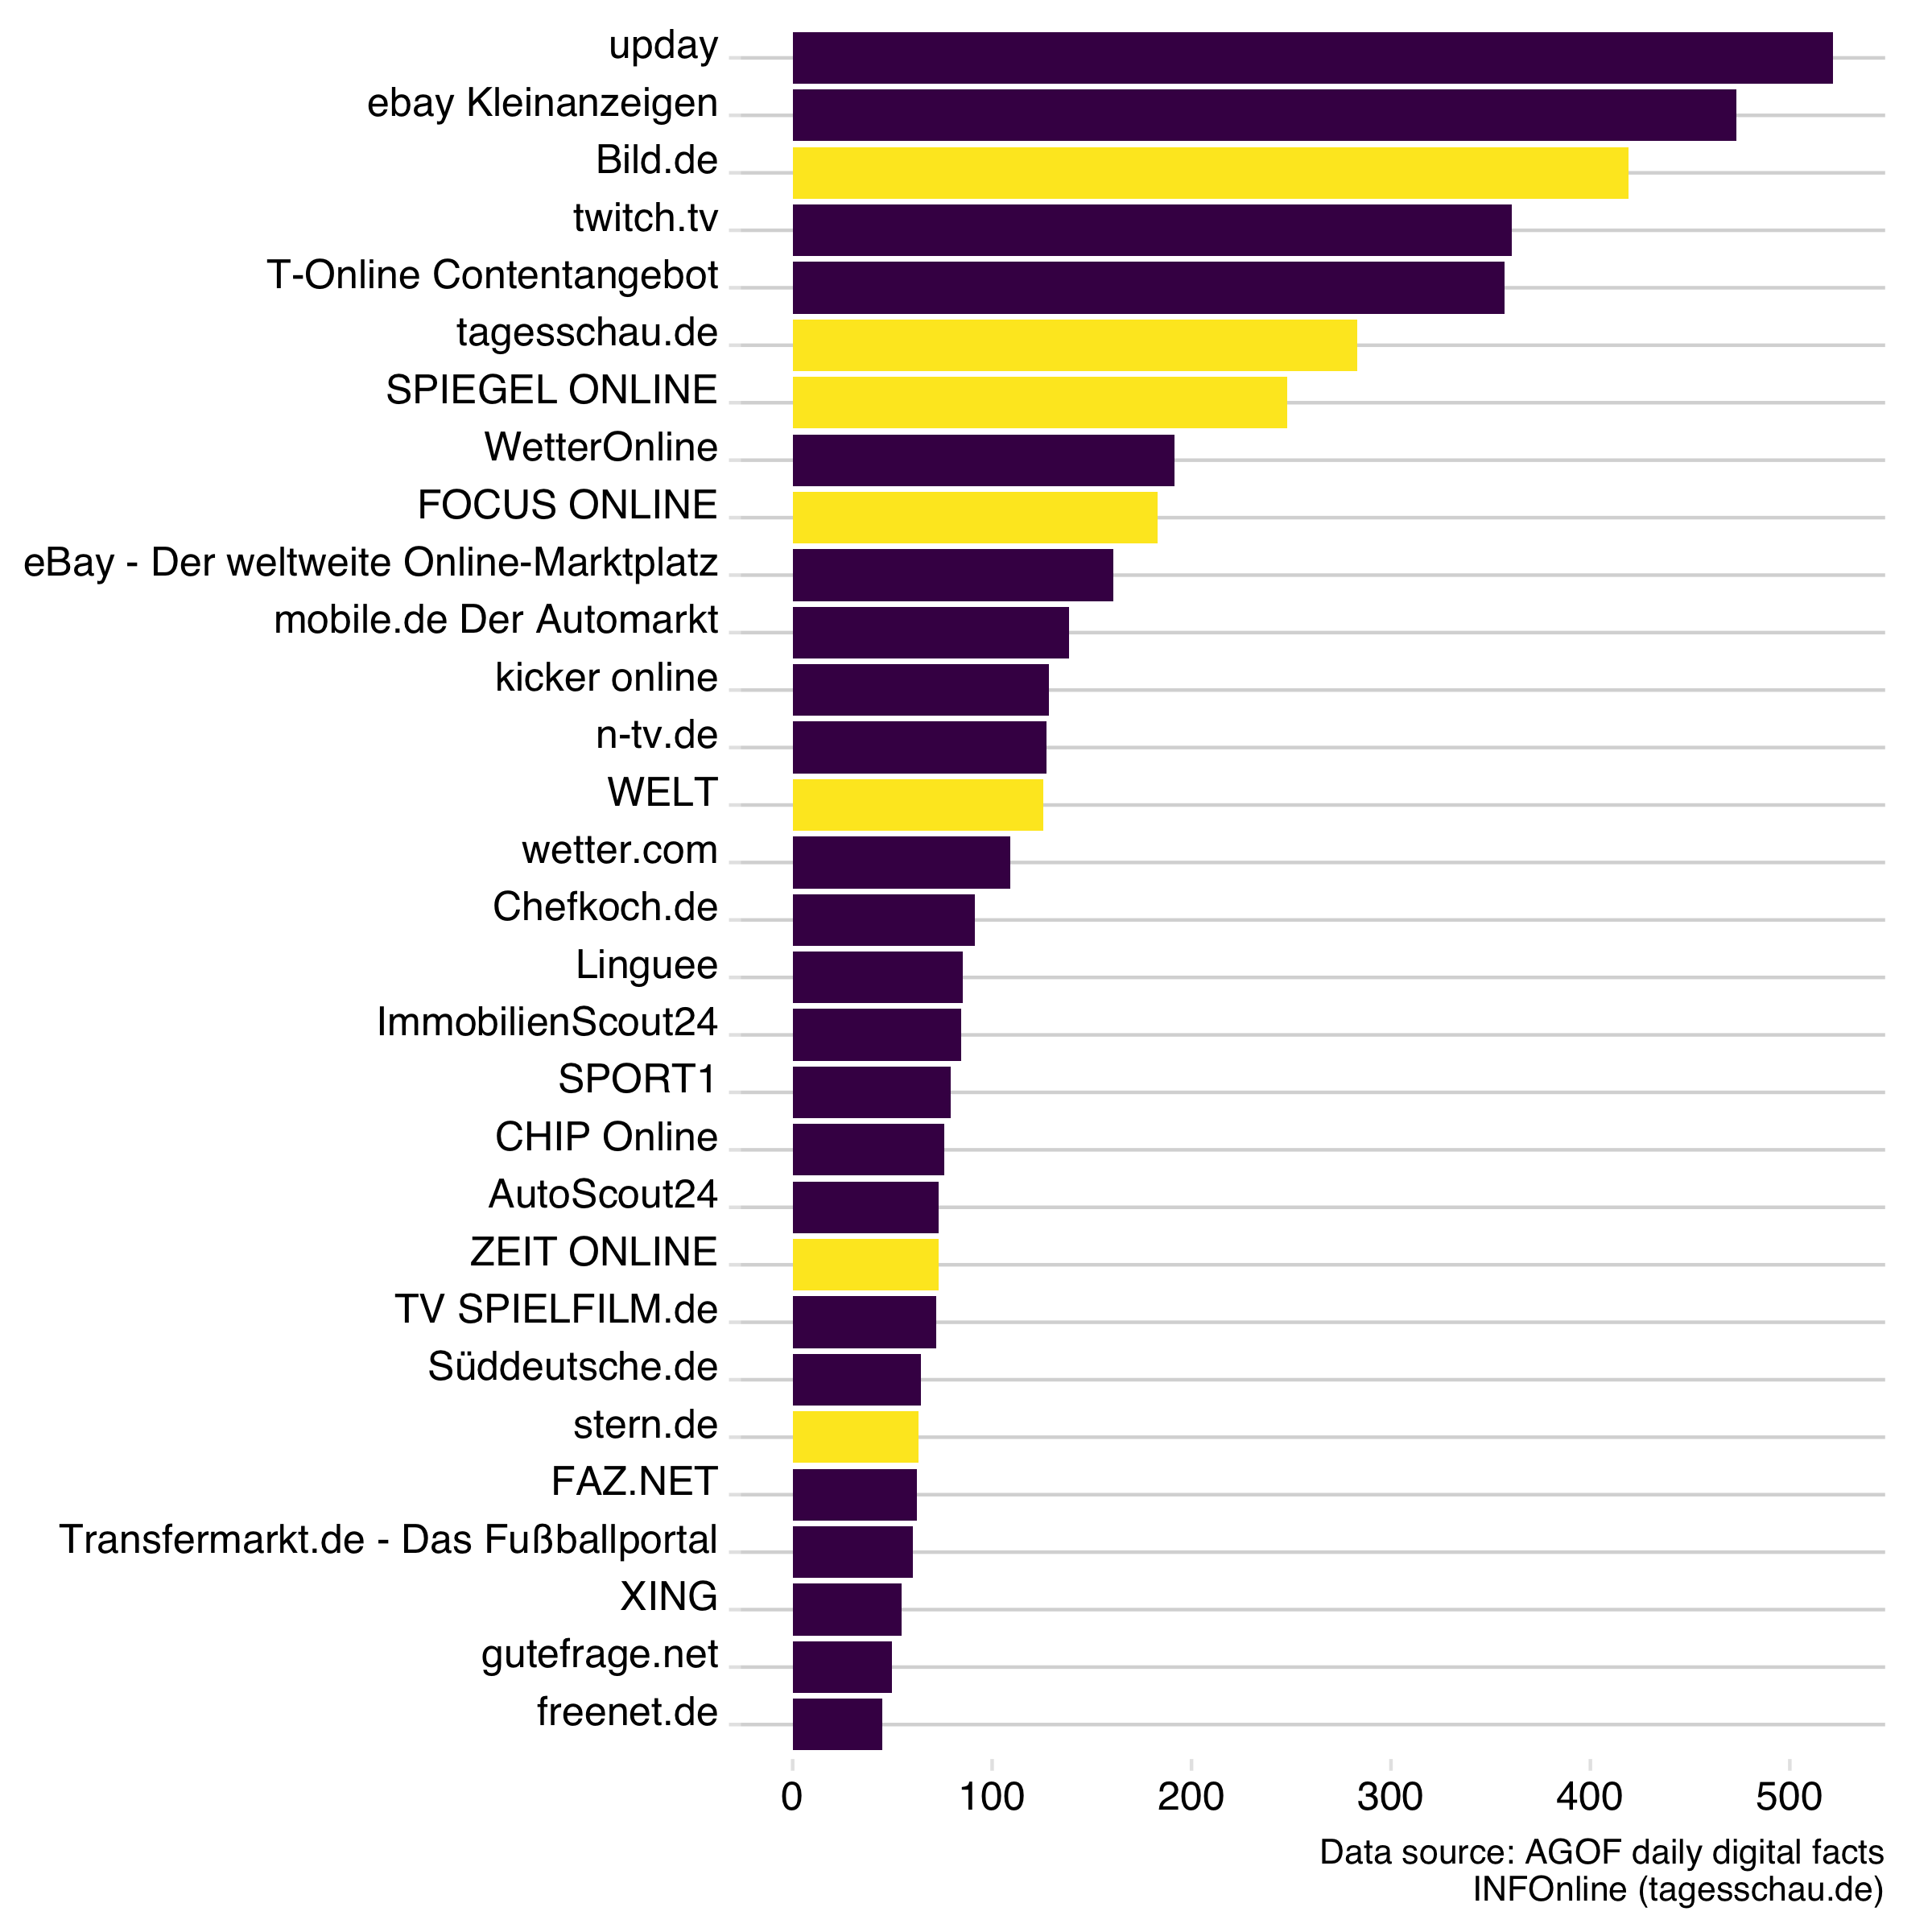 upday
ebay Kleinanzeigen
Bild.de
twitch.tv
T-Online Contentangebot
tagesschau.de
SPIEGEL ONLINE
WetterOnline
FOCUS ONLINE
eBay - Der weltweite Online-Marktplatz
mobile.de Der Automarkt
kicker online
n-tv.de
WELT
wetter.com
Chefkoch.de
Linguee
ImmobilienScout24
SPORT1
CHIP Online
AutoScout24
ZEIT ONLINE
TV SPIELFILM.de
Süddeutsche.de
stern.de
FAZ.NET
Transfermarkt.de - Das Fußballportal
XING
gutefrage.net
freenet.de
0 100 200 300 400 500
Data source: AGOF daily digital facts
INFOnline (tagesschau.de)